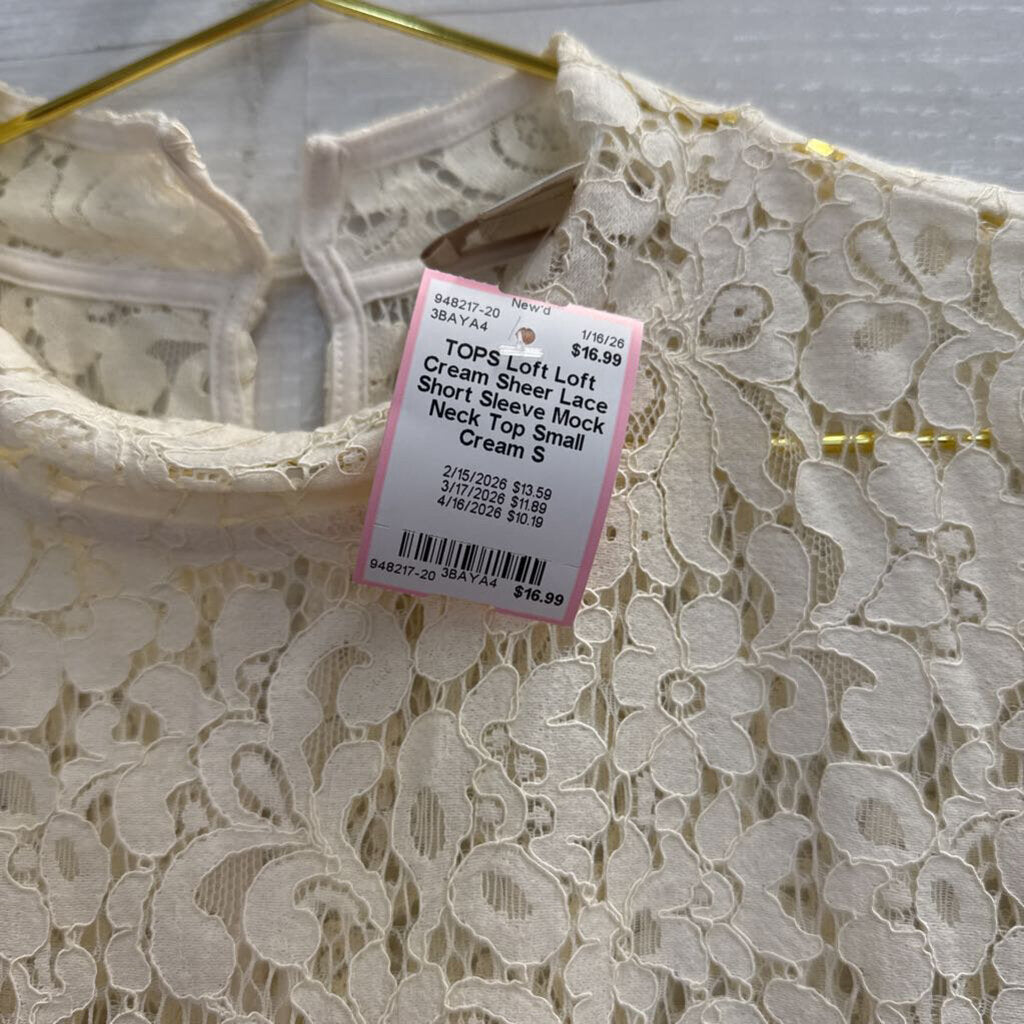 948217-20 New'd 1/16/26
3BAYA4 $16.99
TOPS Loft Loft
Cream Sheer Lace
Short Sleeve Mock
Neck Top Small
Cream S
2/15/2026 $13.59
3/17/2026 $11.89
4/16/2026 $10.19
948217-20 3BAYA4 $16.99